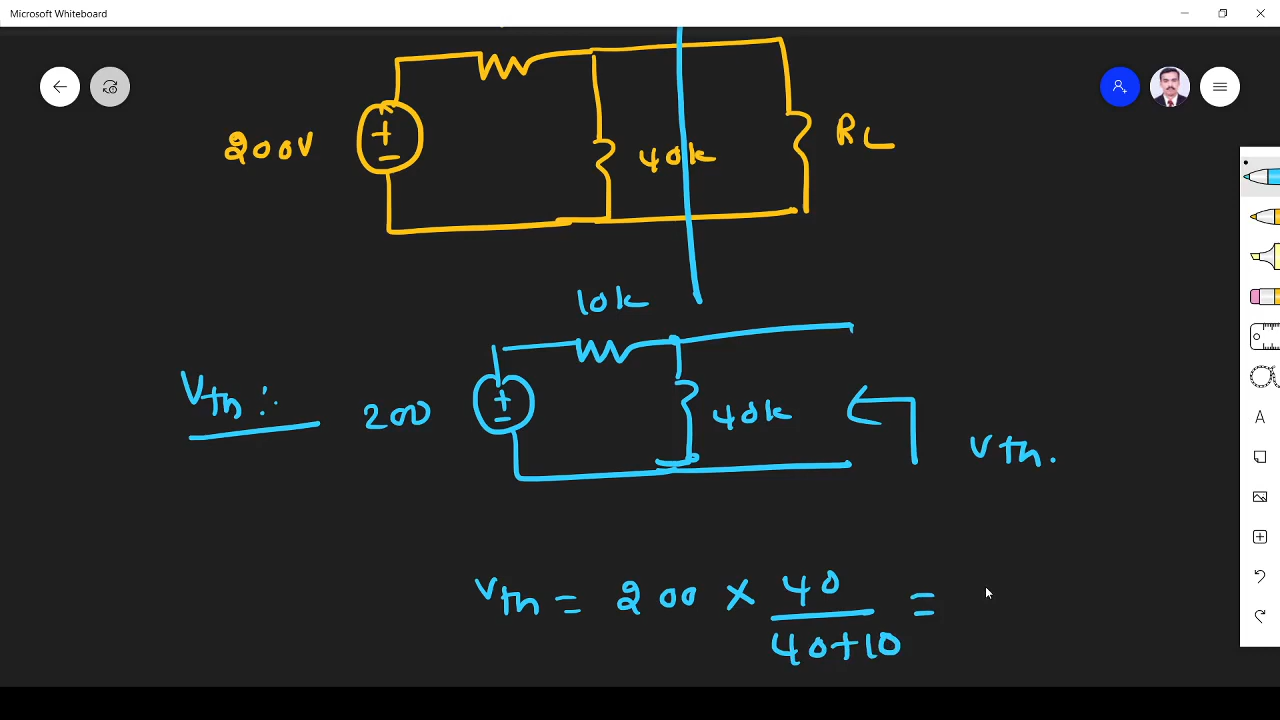 Microsoft Whiteboard
200V
40k
RL
10k
Vth :
200
40k
Vth.
Vth = 200 × 40/40+10 =
A